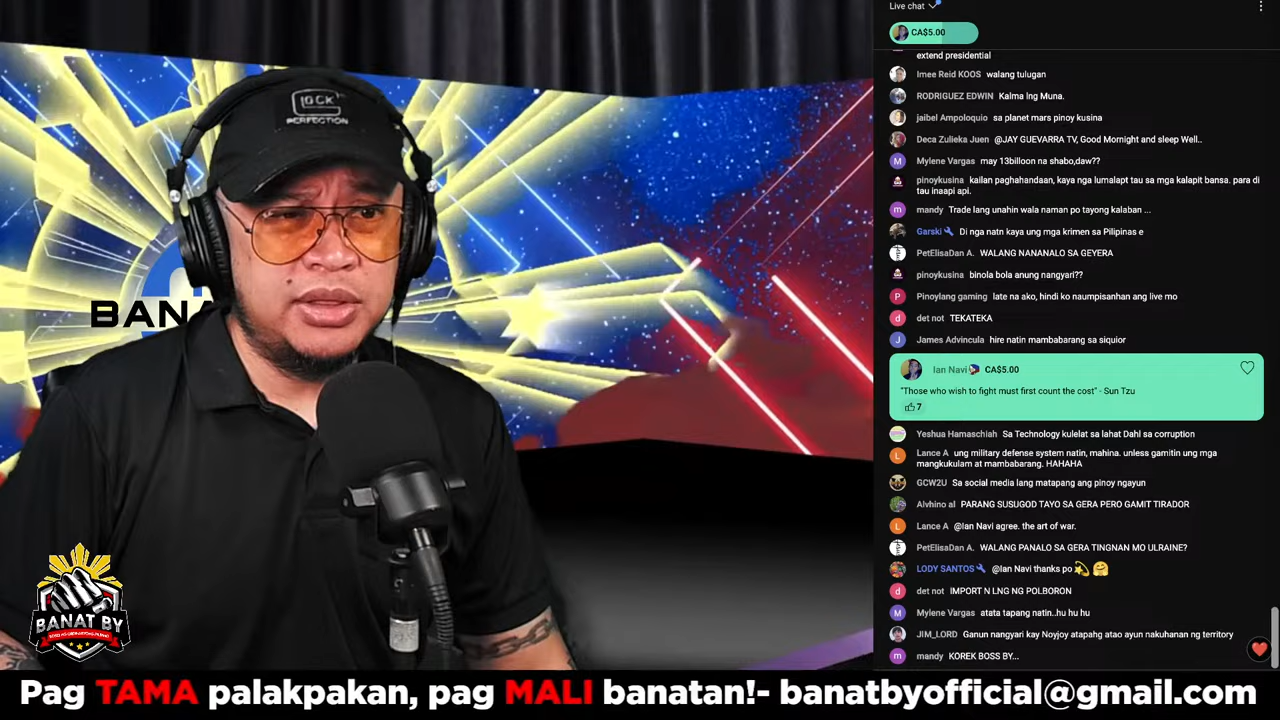 GLOCK
PERFECTION
BANA
BANAT BY
BOSES NG ORDINARYONG PILIPINO
Pag TAMA palakpakan, pag MALI banatan!- banatbyofficial@gmail.com
Live chat
CA$5.00
extend presidential
Imee Reid KOOS walang tulugan
RODRIGUEZ EDWIN Kalma lng Muna.
jaibel Ampoloquio sa planet mars pinoy kusina
Deca Zulieka Juen @JAY GUEVARRA TV, Good Mornight and sleep Well..
M Mylene Vargas may 13billoon na shabo,daw??
pinoykusina kailan paghahandaan, kaya nga lumalapt tau sa mga kalapit bansa. para di
tau inaapi api.
m mandy Trade lang unahin wala naman po tayong kalaban ...
Garski Di nga natn kaya ung mga krimen sa Pilipinas e
PetElisaDan A. WALANG NANANALO SA GEYERA
pinoykusina binola bola anung nangyari??
P Pinoylang gaming late na ako, hindi ko naumpisahan ang live mo
d det not TEKATEKA
J James Advincula hire natin mambabarang sa siquior
Ian Navi CA$5.00
"Those who wish to fight must first count the cost" - Sun Tzu
7
Yeshua Hamaschiah Sa Technology kulelat sa lahat Dahl sa corruption
L Lance A ung military defense system natin, mahina. unless gamitin ung mga
mangkukulam at mambabarang. HAHAHA
GCW2U Sa social media lang matapang ang pinoy ngayun
Alvhino al PARANG SUSUGOD TAYO SA GERA PERO GAMIT TIRADOR
L Lance A @Ian Navi agree. the art of war.
PetElisaDan A. WALANG PANALO SA GERA TINGNAN MO ULRAINE?
LODY SANTOS @Ian Navi thanks po 💫 🤗
d det not IMPORT N LNG NG POLBORON
M Mylene Vargas atata tapang natin..hu hu hu
JIM_LORD Ganun nangyari kay Noyjoy atapahg atao ayun nakuhanan ng territory
m mandy KOREK BOSS BY...